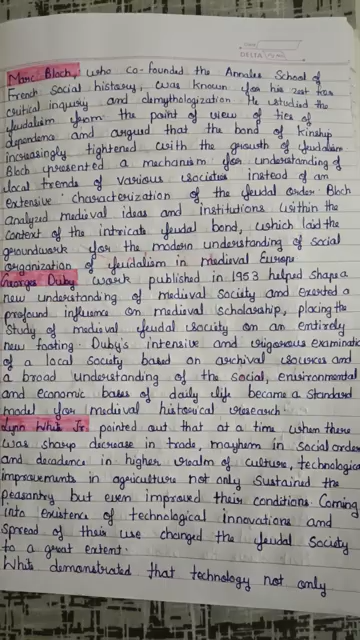 DELTA
Marc Bloch, who co-founded the Annales School of
French social history, was known for his zest for
critical inquiry and demythologization. He studied the
feudalism from the point of view of ties of
dependence and argued that the bond of kinship
increasingly tightened with the growth of feudalism
Bloch presented a mechanism for understanding of
local trends of various societies instead of an
extensive characterization of the feudal order. Bloch
analyzed medieval ideas and institutions within the
context of the intricate feudal bond, which laid the
groundwork for the modern understanding of social
organization of feudalism in medieval Europe
Georges Duby work published in 1953 helped shape a
new understanding of medieval society and exerted a
profound influence on medieval scholarship, placing the
study of medieval feudal society on an entirely
new footing. Duby's intensive and rigorous examinatio
of a local society based on archival sources and
a broad understanding of the social, environmental
and economic bases of daily life became a standard
model for medieval historical research.
Lynn White Jr. pointed out that at a time when there
was sharp decrease in trade, mayhem in social order
and decadence in higher realm of culture, technological
improvements in agriculture not only sustained the
peasantry but even improved their conditions. Coming
into existence of technological innovations and
spread of their use changed the feudal society
to a great extent.
White demonstrated that technology not only